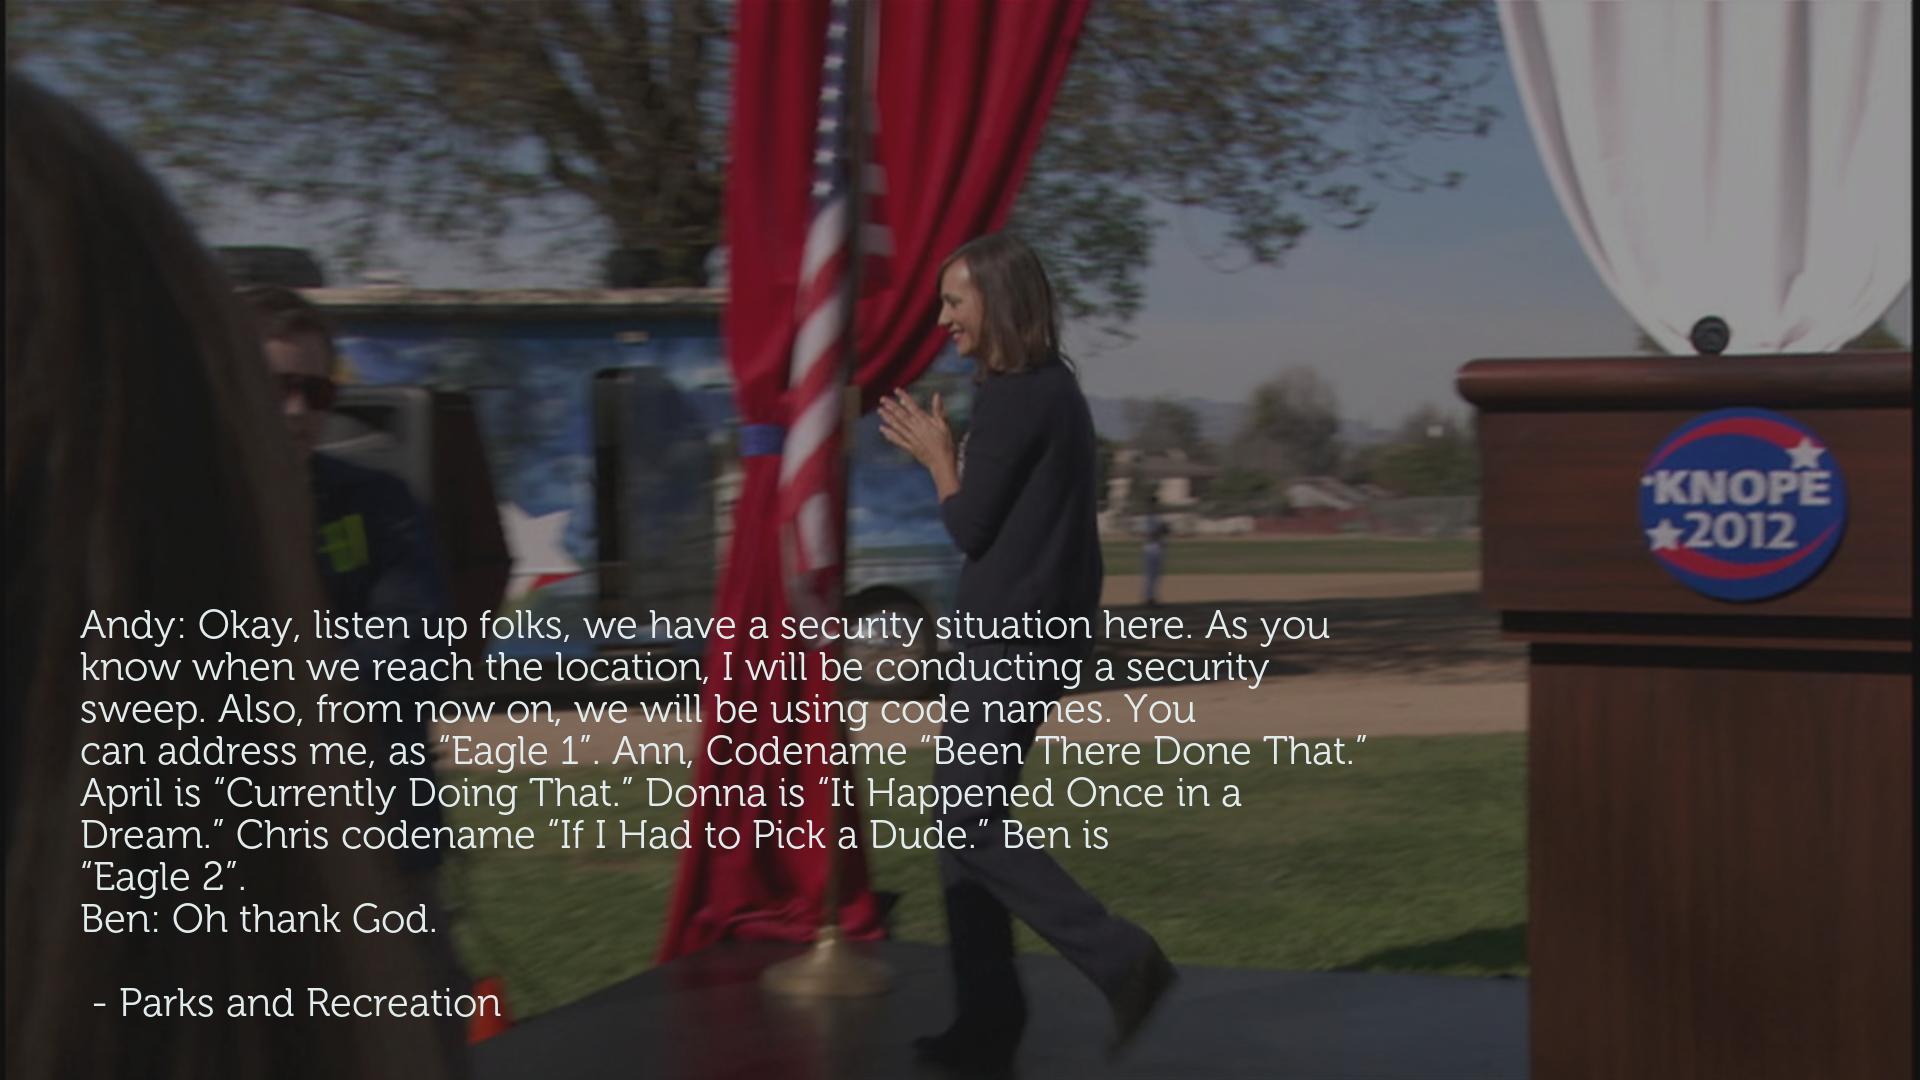 KNOPE
2012
Andy: Okay, listen up folks, we have a security situation here. As you
know when we reach the location, I will be conducting a security
sweep. Also, from now on, we will be using code names. You
can address me, as “Eagle 1”. Ann, Codename “Been There Done That.”
April is “Currently Doing That.” Donna is “It Happened Once in a
Dream.” Chris codename “If I Had to Pick a Dude.” Ben is
“Eagle 2”.
Ben: Oh thank God.
- Parks and Recreation